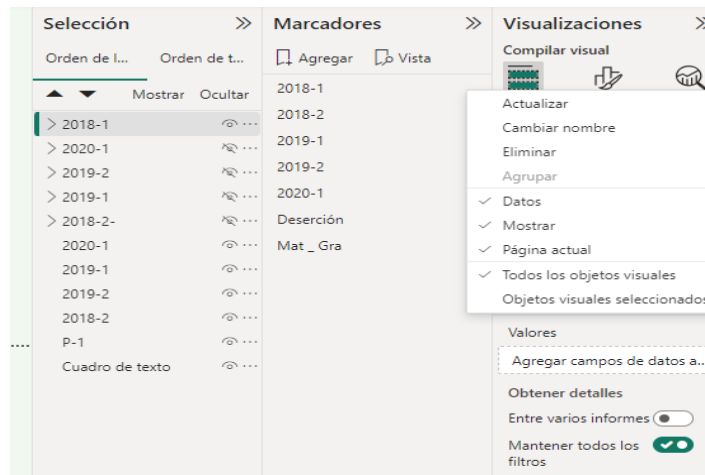 Selección
Orden de l...
Orden de t...
Mostrar
Ocultar
2018-1
2020-1
2019-2
2019-1
2018-2-
2020-1
2019-1
2019-2
2018-2
P-1
Cuadro de texto
Marcadores
Agregar
Vista
2018-1
2018-2
2019-1
2019-2
2020-1
Deserción
Mat _ Gra
Visualizaciones
Compilar visual
Actualizar
Cambiar nombre
Eliminar
Agrupar
Datos
Mostrar
Página actual
Todos los objetos visuales
Objetos visuales seleccionados
Valores
Agregar campos de datos a...
Obtener detalles
Entre varios informes
Mantener todos los
filtros